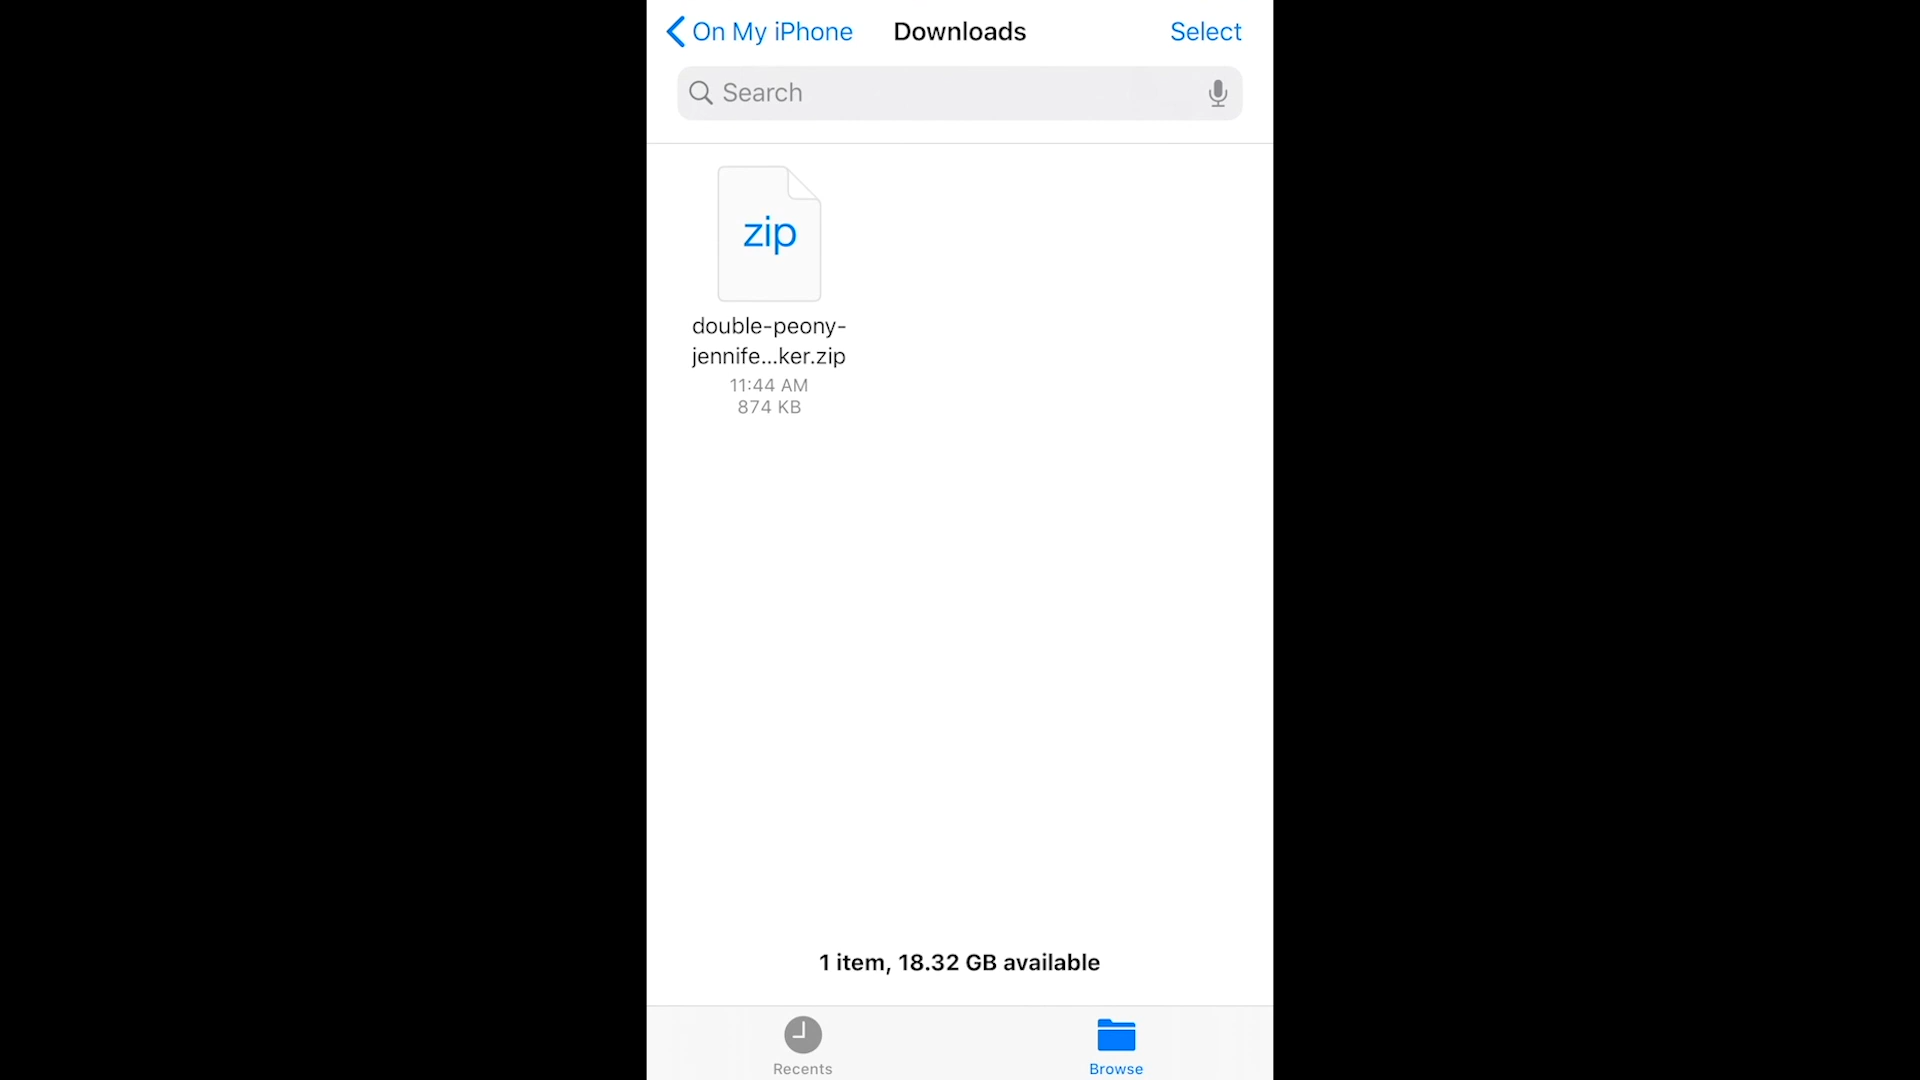 On My iPhone Downloads Select
Search
zip
double-peony-
jennife...ker.zip
11:44 AM
874 KB
1 item, 18.32 GB available
Recents Browse